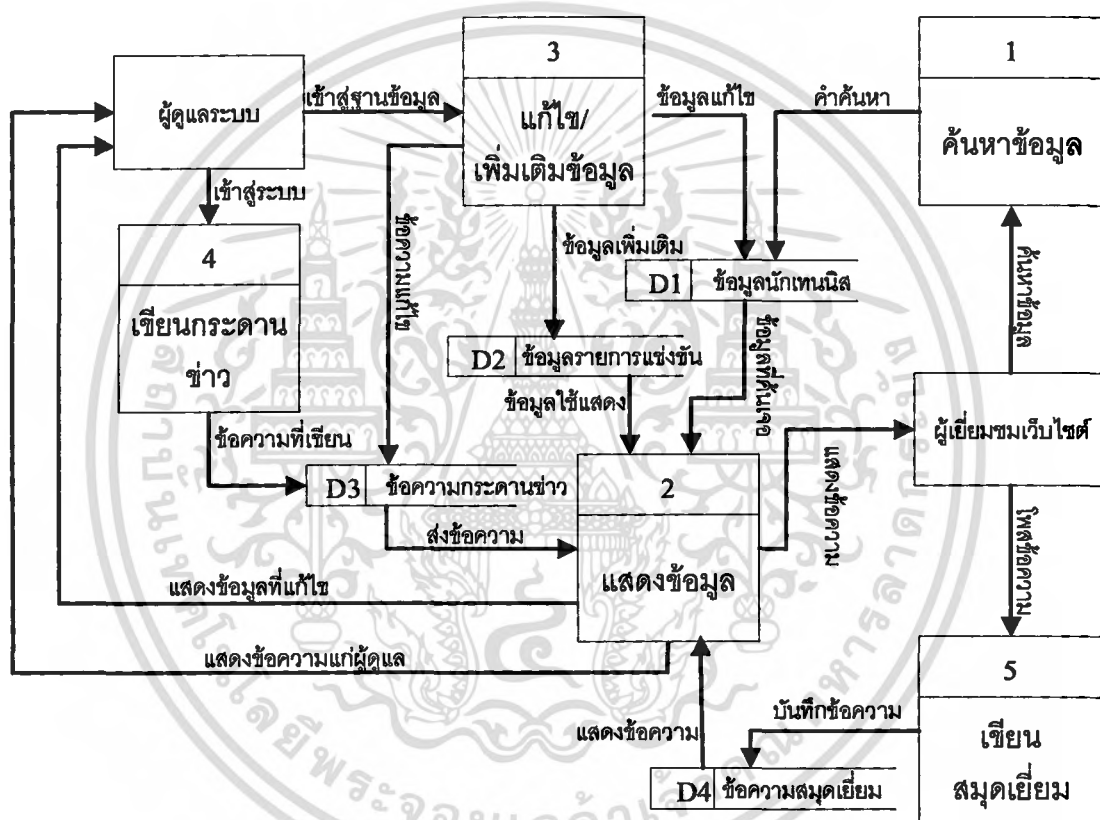 3
1
ผู้ดูแลระบบ
เข้าสู่ฐานข้อมูล
แก้ไข/
เพิ่มเติมข้อมูล
ข้อมูลแก้ไข
คำค้นหา
ค้นหาข้อมูล
เข้าสู่ระบบ
4
เขียนกระดาน
ข่าว
ข้อความแก้ไข
ข้อมูลเพิ่มเติม
D1 ข้อมูลนักเทนนิส
ค้นหาข้อมูล
D2 ข้อมูลรายการแข่งขัน
ข้อมูลใช้แสดง
ข้อมูลที่ค้นเจอ
ผู้เยี่ยมชมเว็บไซต์
ข้อความที่เขียน
D3 ข้อความกระดานข่าว
ส่งข้อความ
2
แสดงข้อมูล
แสดงข้อความ
โพสข้อความ
แสดงข้อมูลที่แก้ไข
แสดงข้อความแก่ผู้ดูแล
5
เขียน
สมุดเยี่ยม
บันทึกข้อความ
แสดงข้อความ
D4 ข้อความสมุดเยี่ยม